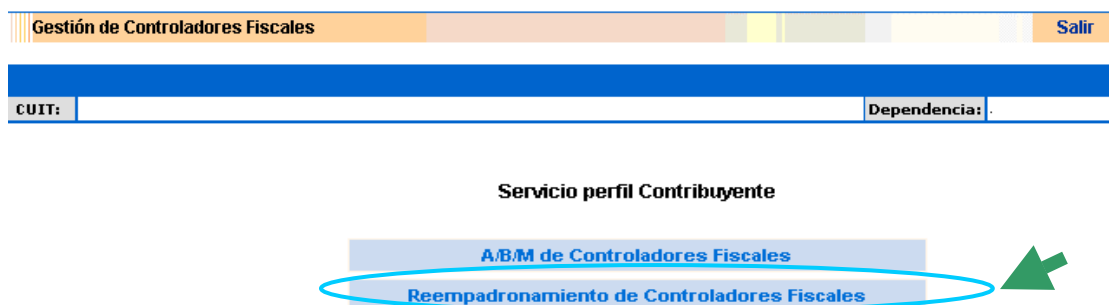 Gestión de Controladores Fiscales Salir
CUIT: Dependencia: .
Servicio perfil Contribuyente
A/B/M de Controladores Fiscales
Reempadronamiento de Controladores Fiscales